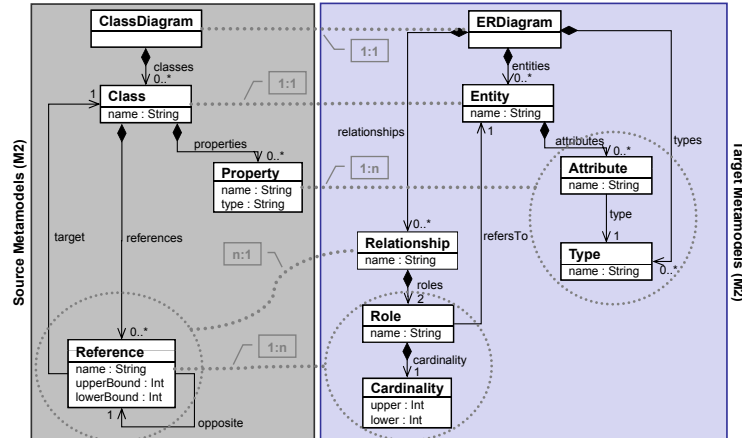 Source Metamodels (M2)
ClassDiagram
classes
0..*
1
Class
name : String
properties
0..*
Property
name : String
type : String
target
references
0..*
Reference
name : String
upperBound : Int
lowerBound : Int
1
opposite
1:1
1:1
1:n
n:1
1:n
ERDiagram
entities
0..*
Entity
name : String
1
relationships
attributes
0..*
types
Attribute
name : String
type
1
Type
name : String
0..*
0..*
Relationship
name : String
refersTo
roles
2
Role
name : String
cardinality
1
Cardinality
upper : Int
lower : Int
Target Metamodels (M2)